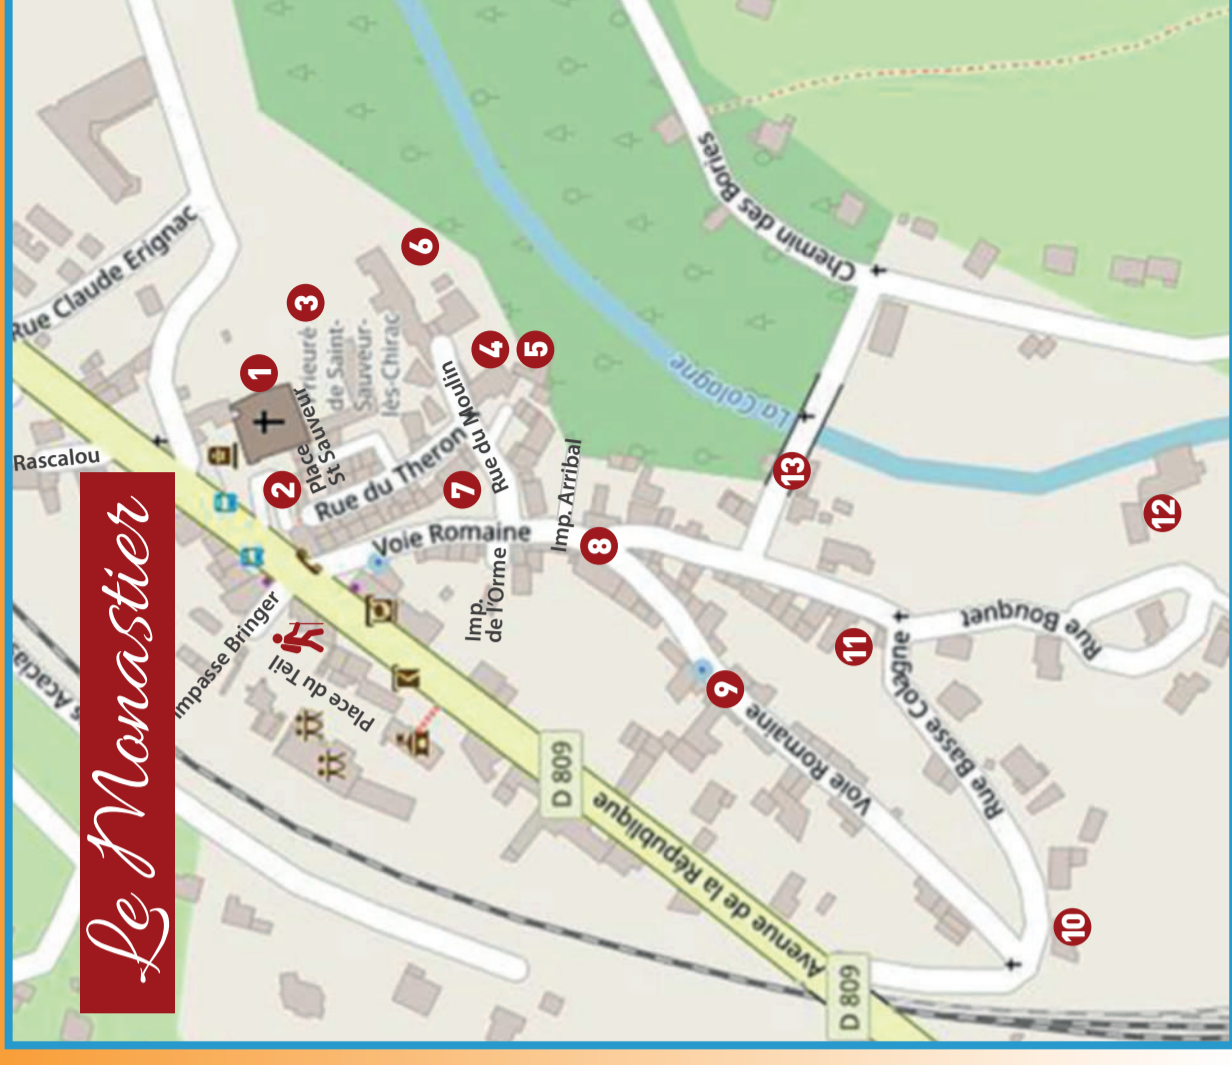 Le Monastier
Rue Claude Erignac
Rascalou
s Acacias
Impasse Bringer
Place du Teil
1
2
3
Prieuré
de Saint-
Sauveur-
les-Chirac
Place
St Sauveur
Rue du Theron
Rue du Moulin
4
5
6
7
Voie Romaine
Imp.
de l'Orme
Imp. Arribal
8
Chemin des Bories
La Colagne
13
12
11
Rue Bouquet
Rue Basse Colagne
9
Voie Romaine
10
D 809
Avenue de la République
D 809